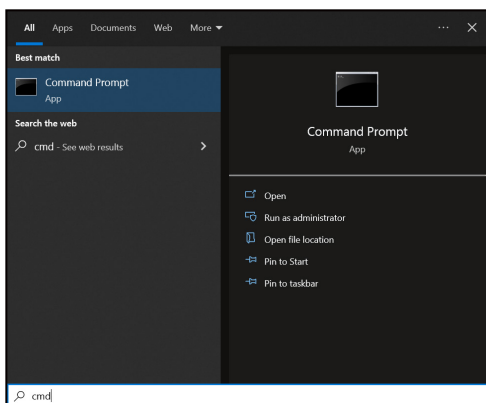 All Apps Documents Web More
Best match
Command Prompt
App
Search the web
cmd - See web results
Command Prompt
App
Open
Run as administrator
Open file location
Pin to Start
Pin to taskbar
cmd